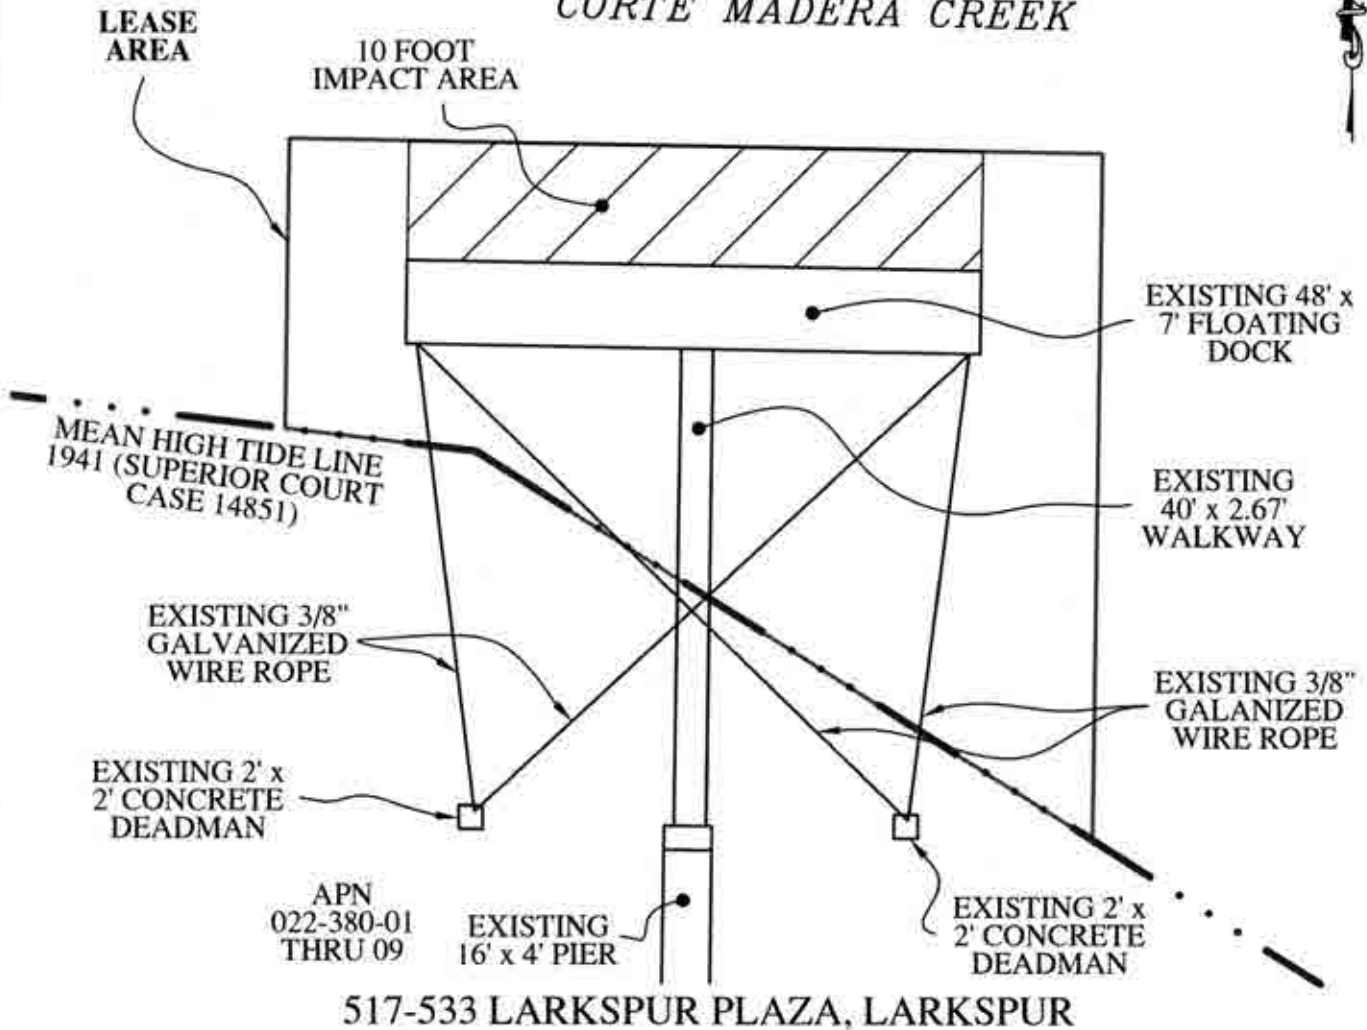 CORTE MADERA CREEK
LEASE
AREA
10 FOOT
IMPACT AREA
EXISTING 48' x
7' FLOATING
DOCK
MEAN HIGH TIDE LINE
1941 (SUPERIOR COURT
CASE 14851)
EXISTING
40' x 2.67'
WALKWAY
EXISTING 3/8"
GALVANIZED
WIRE ROPE
EXISTING 3/8"
GALANIZED
WIRE ROPE
EXISTING 2' x
2' CONCRETE
DEADMAN
APN
022-380-01
THRU 09
EXISTING
16' x 4' PIER
EXISTING 2' x
2' CONCRETE
DEADMAN
517-533 LARKSPUR PLAZA, LARKSPUR